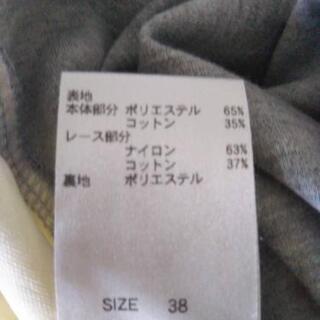 表地
本体部分 ポリエステル 65%
コットン 35%
レース部分
ナイロン 63%
コットン 37%
裏地 ポリエステル
SIZE 38